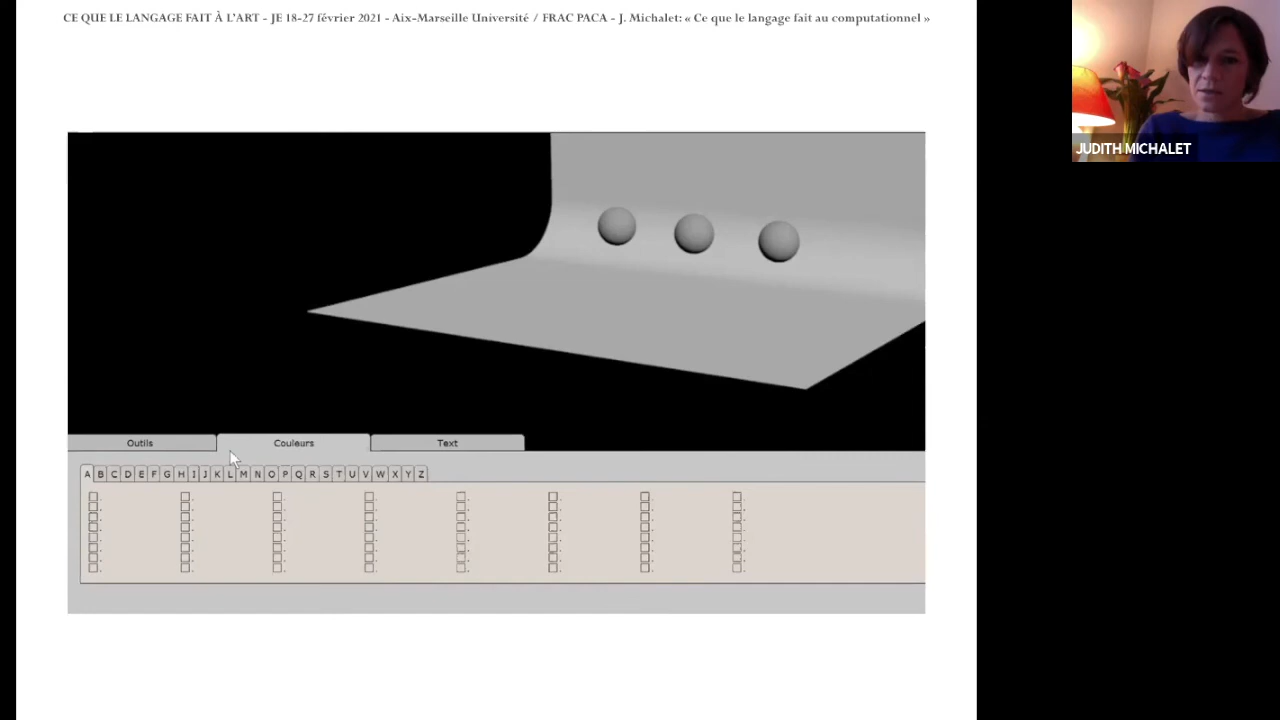 CE QUE LE LANGAGE FAIT À L'ART - JE 18-27 février 2021 - Aix-Marseille Université / FRAC PACA - J. Michalet: « Ce que le langage fait au computationnel »
JUDITH MICHALET
Outils Couleurs Text
A B C D E F G H I J K L M N O P Q R S T U V W X Y Z